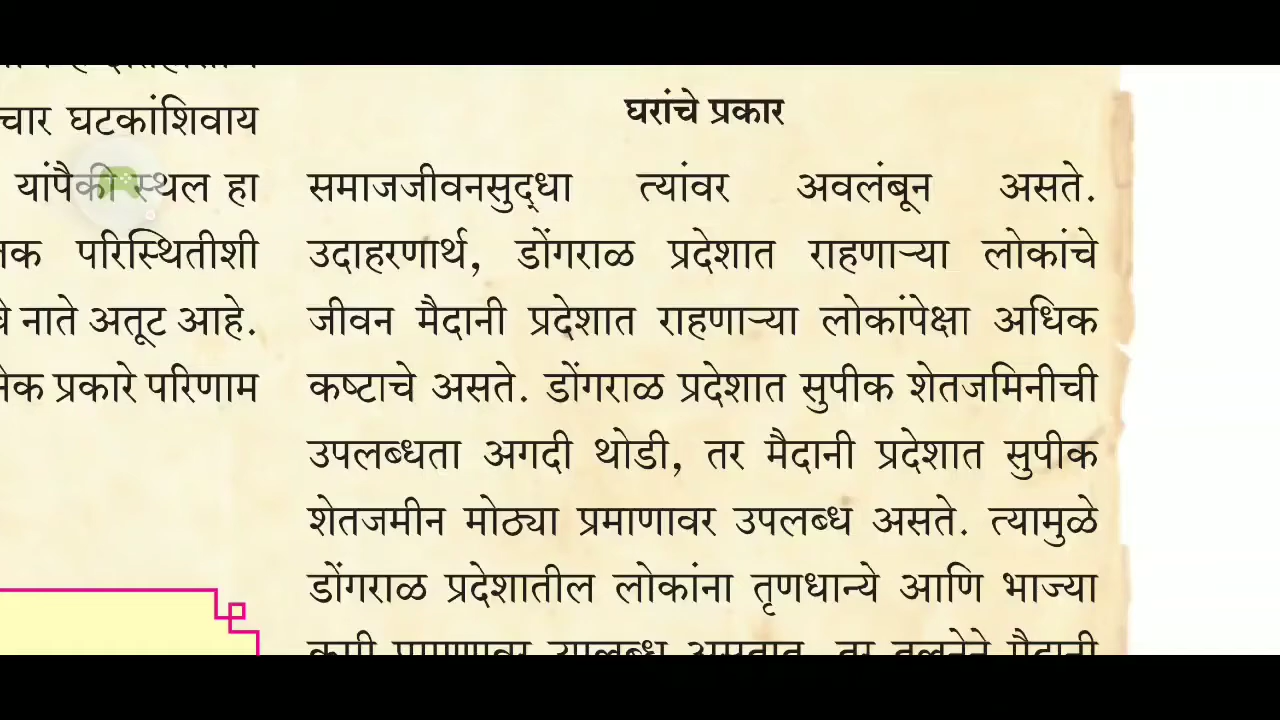 चार घटकांशिवाय
यांपैकी स्थल हा
परिस्थितीशी
नाते अतूट आहे.
प्रकारे परिणाम
घरांचे प्रकार
समाजजीवनसुद्धा त्यांवर अवलंबून असते.
उदाहरणार्थ, डोंगराळ प्रदेशात राहणाऱ्या लोकांचे
जीवन मैदानी प्रदेशात राहणाऱ्या लोकांपेक्षा अधिक
कष्टाचे असते. डोंगराळ प्रदेशात सुपीक शेतजमिनीची
उपलब्धता अगदी थोडी, तर मैदानी प्रदेशात सुपीक
शेतजमीन मोठ्या प्रमाणावर उपलब्ध असते. त्यामुळे
डोंगराळ प्रदेशातील लोकांना तृणधान्ये आणि भाज्या